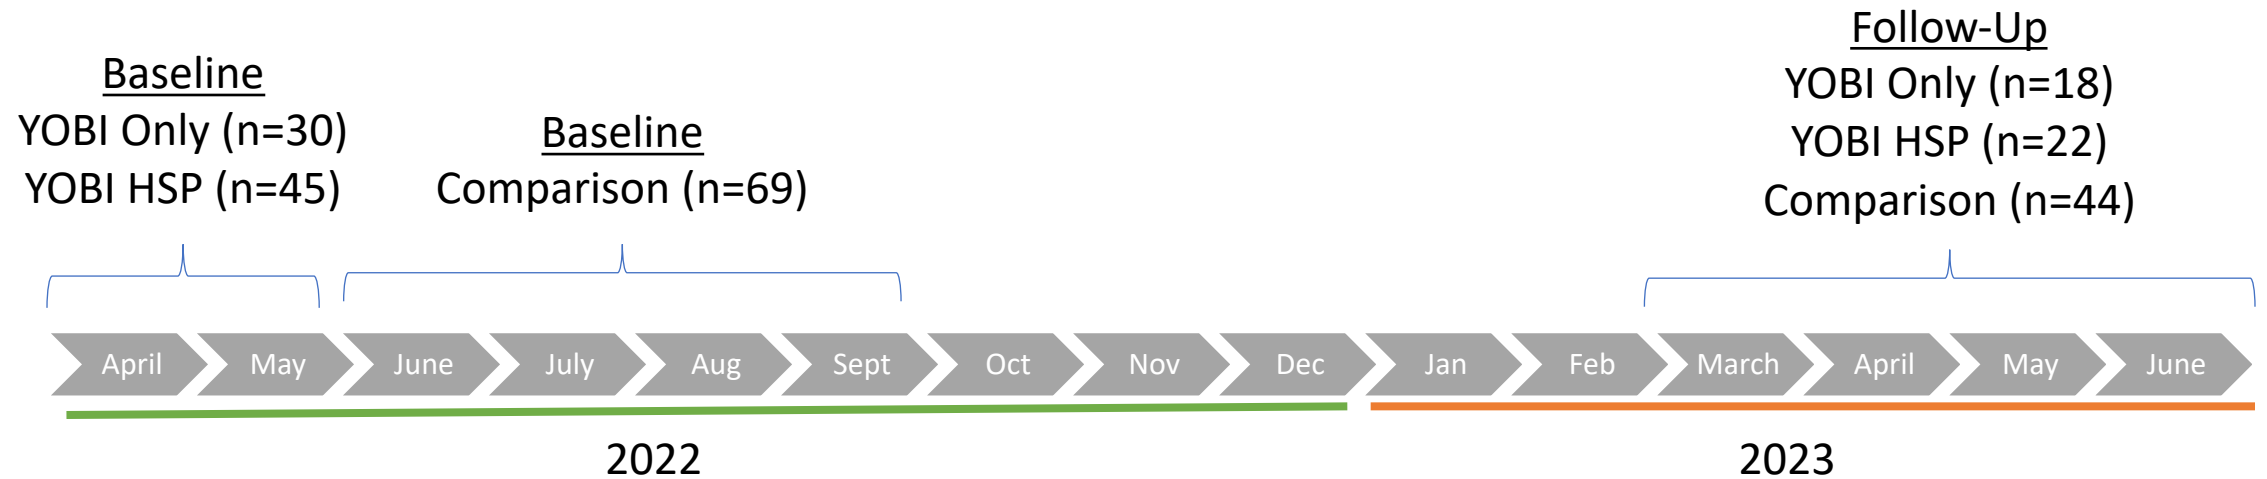 Baseline
YOBI Only (n=30)
YOBI HSP (n=45)
Baseline
Comparison (n=69)
Follow-Up
YOBI Only (n=18)
YOBI HSP (n=22)
Comparison (n=44)
April May June July Aug Sept Oct Nov Dec Jan Feb March April May June
2022 2023